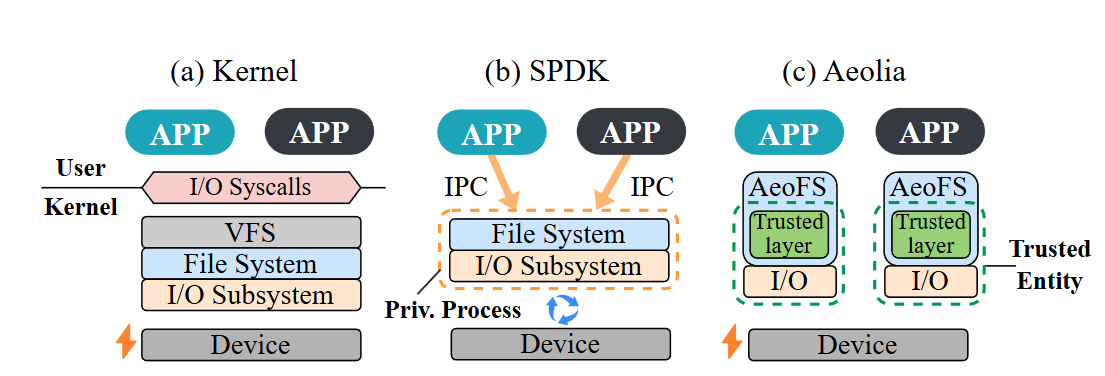 (a) Kernel
APP
APP
User
Kernel
I/O Syscalls
VFS
File System
I/O Subsystem
Device
(b) SPDK
APP
APP
IPC
IPC
File System
I/O Subsystem
Priv. Process
Device
(c) Aeolia
APP
APP
AeoFS
Trusted
layer
I/O
AeoFS
Trusted
layer
I/O
Trusted
Entity
Device